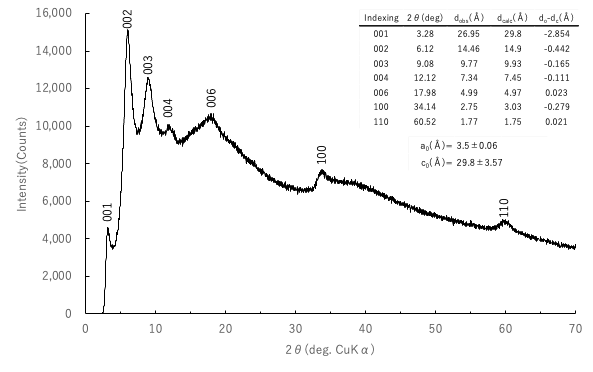 Indexing 2θ(deg) dobs(Å) dcalc(Å) do-dc(Å)
001 3.28 26.95 29.8 -2.854
002 6.12 14.46 14.9 -0.442
003 9.08 9.77 9.93 -0.165
004 12.12 7.34 7.45 -0.111
006 17.98 4.99 4.97 0.023
100 34.14 2.75 3.03 -0.279
110 60.52 1.77 1.75 0.021
a0(Å)= 3.5±0.06
c0(Å)= 29.8±3.57
Intensity(Counts)
16,000
14,000
12,000
10,000
8,000
6,000
4,000
2,000
0
001
002
003
004
006
100
110
0 10 20 30 40 50 60 70
2θ(deg. CuKα)